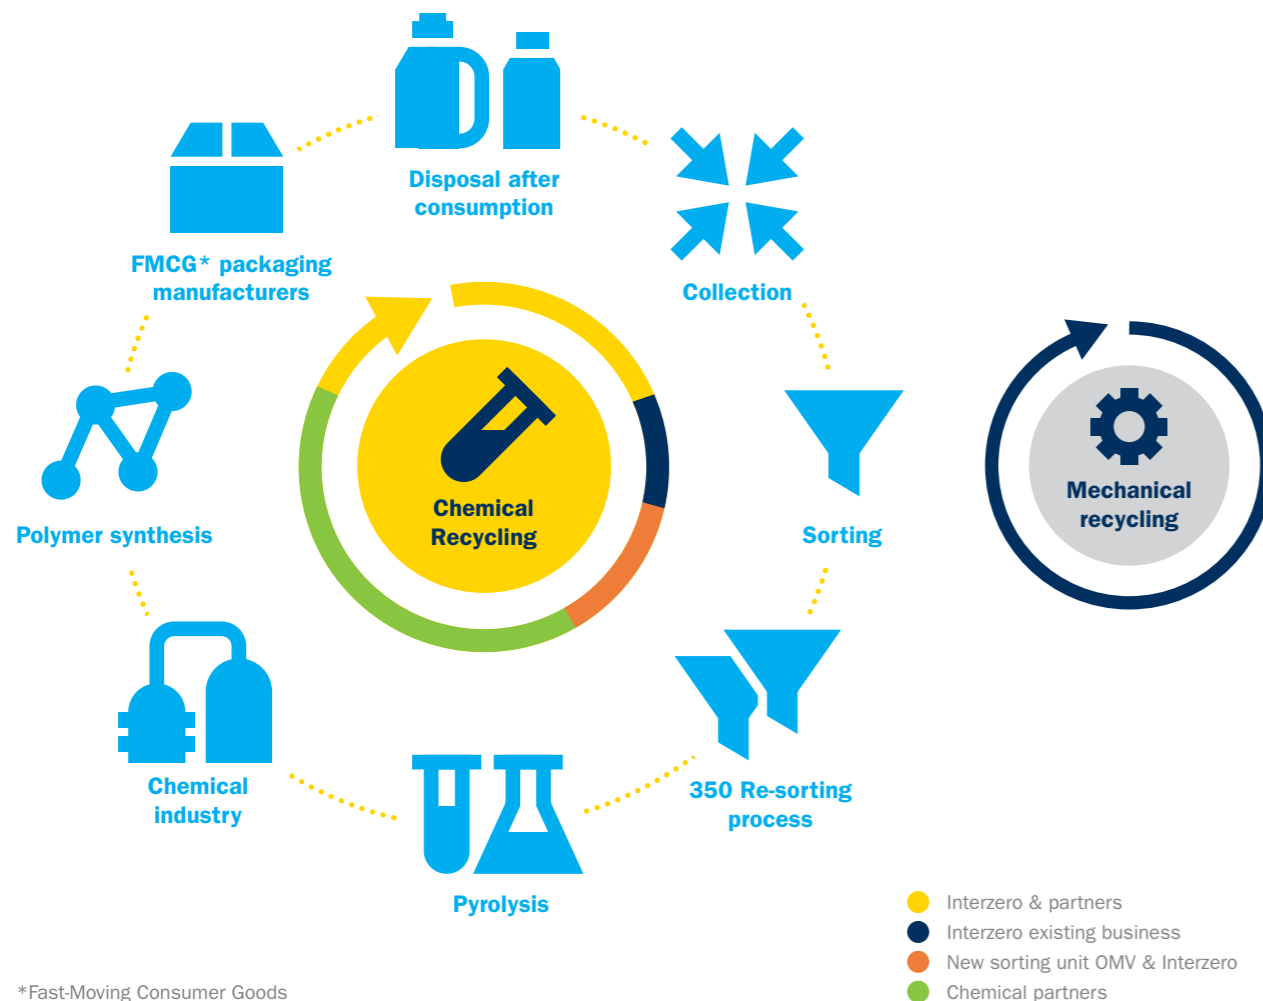 Disposal after
consumption
FMCG* packaging
manufacturers
Collection
Polymer synthesis
Chemical
Recycling
Sorting
Mechanical
recycling
Chemical
industry
350 Re-sorting
process
Pyrolysis
Interzero & partners
Interzero existing business
New sorting unit OMV & Interzero
Chemical partners
*Fast-Moving Consumer Goods